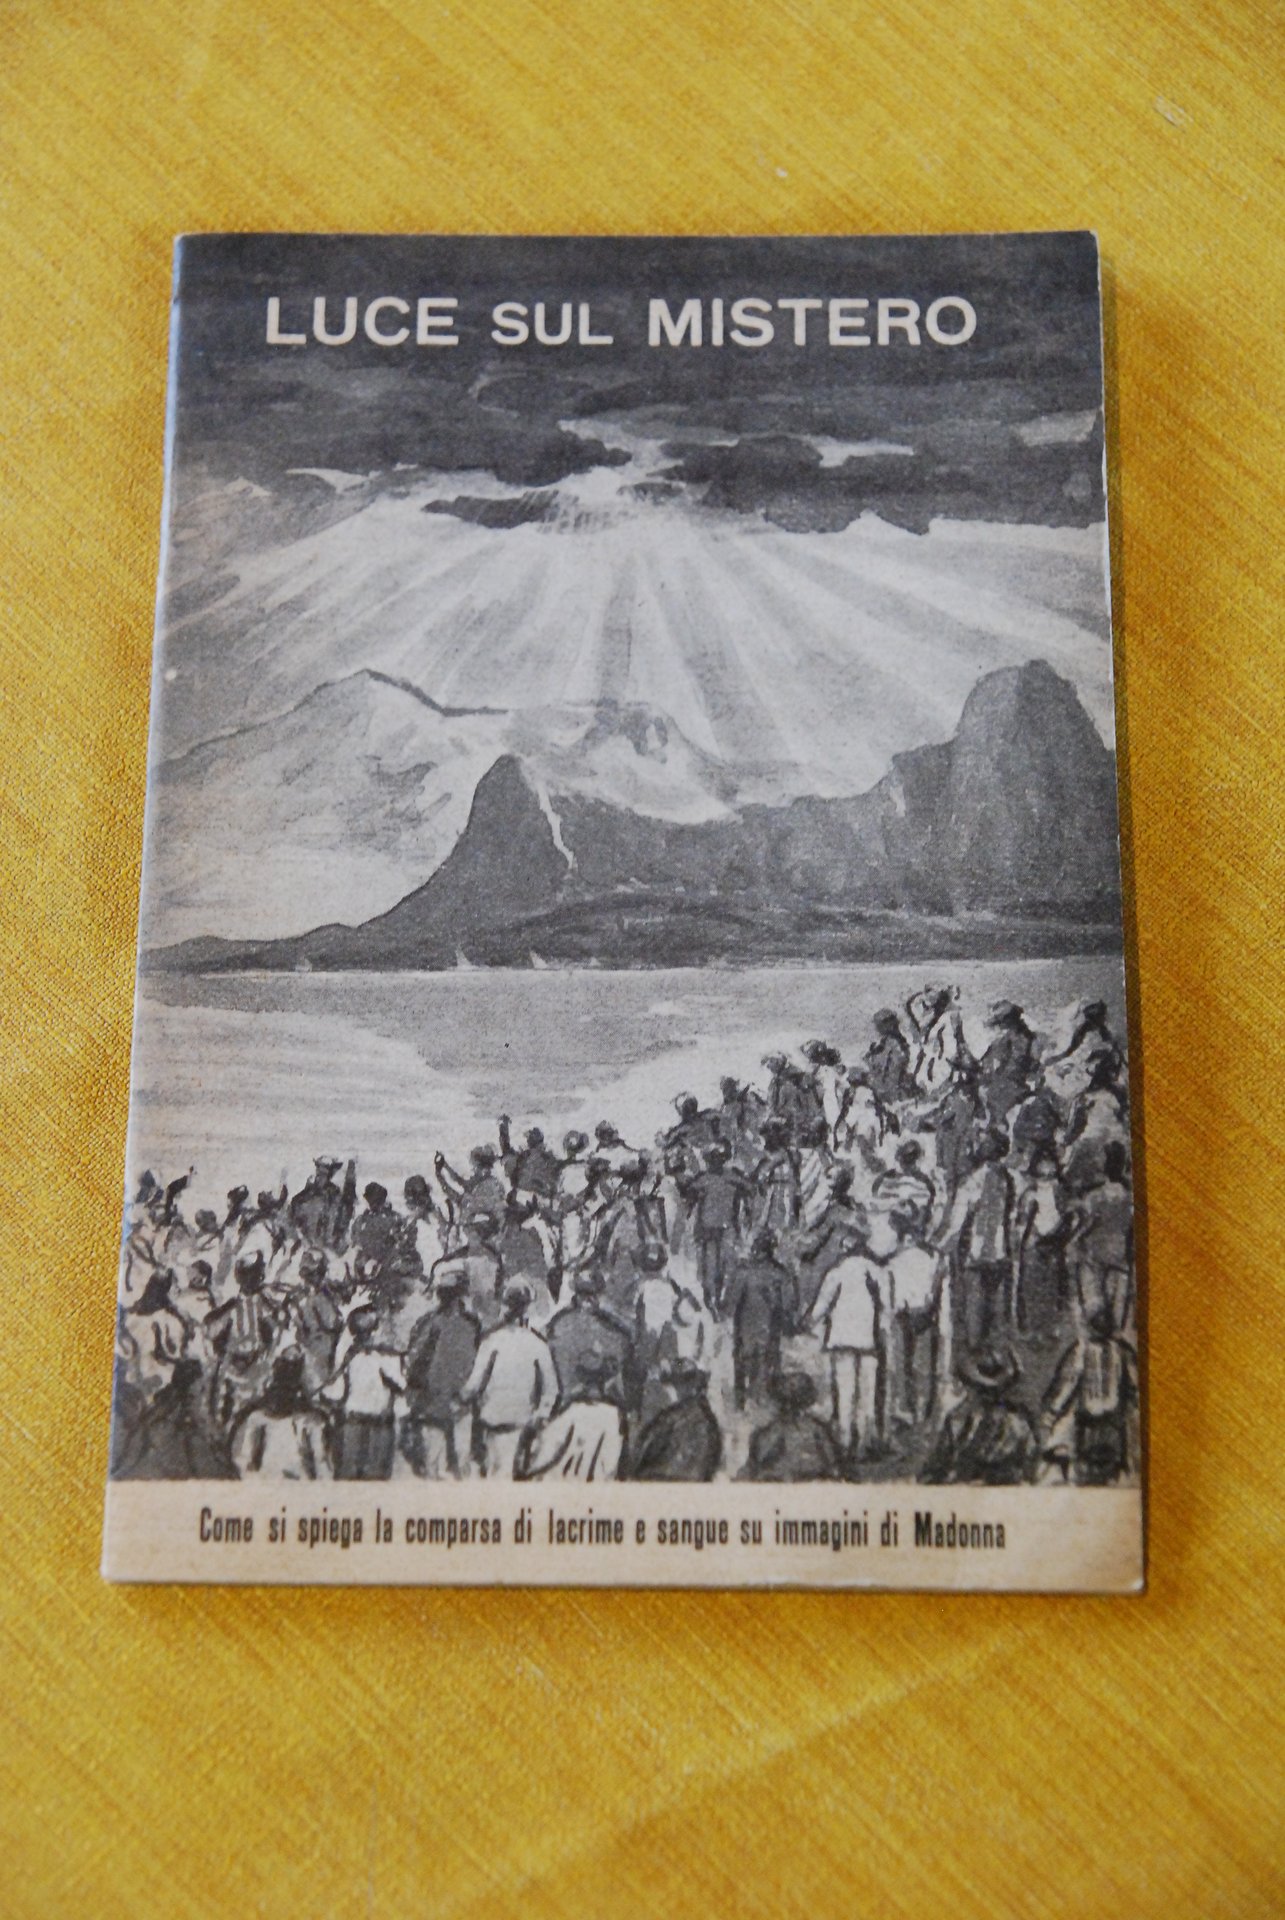 LUCE SUL MISTERO
Come si spiega la comparsa di lacrime e sangue su immagini di Madonna